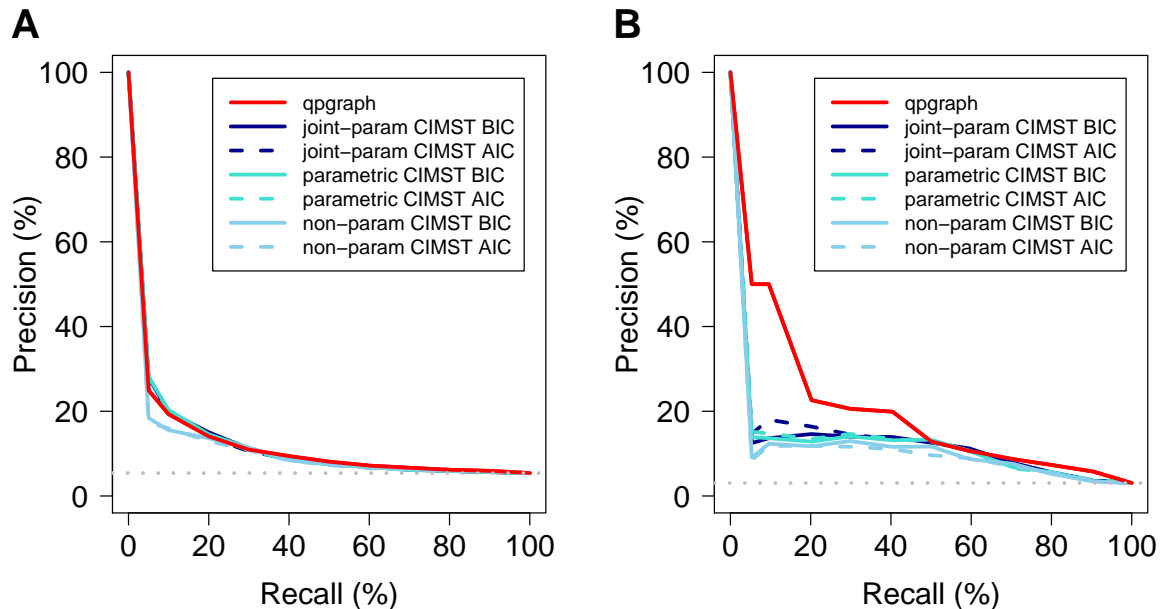 A
Precision (%)
100
80
60
40
20
0
qpgraph
joint−param CIMST BIC
joint−param CIMST AIC
parametric CIMST BIC
parametric CIMST AIC
non−param CIMST BIC
non−param CIMST AIC
0 20 40 60 80 100
Recall (%)
B
Precision (%)
100
80
60
40
20
0
qpgraph
joint−param CIMST BIC
joint−param CIMST AIC
parametric CIMST BIC
parametric CIMST AIC
non−param CIMST BIC
non−param CIMST AIC
0 20 40 60 80 100
Recall (%)